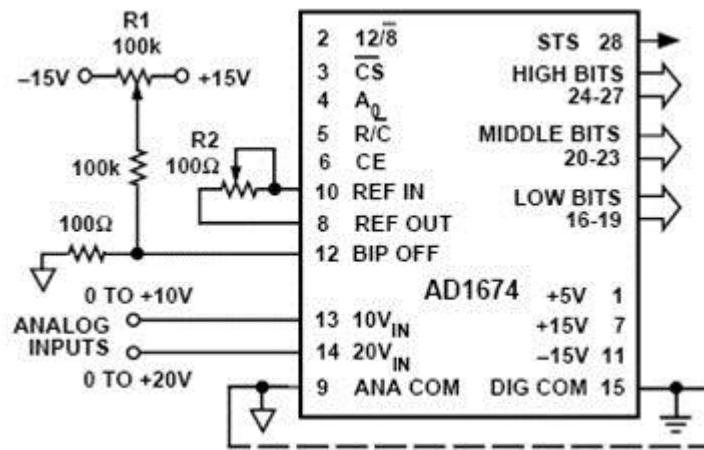 R1
100k
–15V
+15V
100k
R2
100Ω
100Ω
0 TO +10V
ANALOG
INPUTS
0 TO +20V
2 12/8̅
3 C̅S̅
4 A0
5 R/C̅
6 CE
10 REF IN
8 REF OUT
12 BIP OFF
AD1674
13 10VIN
14 20VIN
9 ANA COM
STS 28
HIGH BITS
24-27
MIDDLE BITS
20-23
LOW BITS
16-19
+5V 1
+15V 7
–15V 11
DIG COM 15